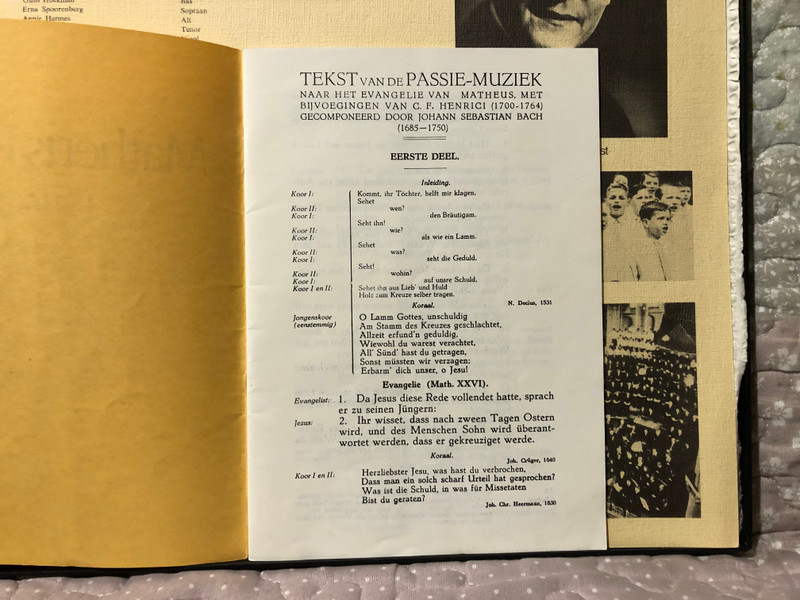 Erna Spoorenberg
Annie Hermes
Bas
Sopraan
Alt
Tenor
TEKST VAN DE PASSIE-MUZIEK
NAAR HET EVANGELIE VAN MATHEUS, MET
BIJVOEGINGEN VAN C. F. HENRICI (1700-1764)
GECOMPONEERD DOOR JOHANN SEBASTIAN BACH
(1685—1750)
EERSTE DEEL.
Inleiding.
Koor I: Kommt, ihr Töchter, helft mir klagen,
Sehet
Koor II: wen?
Koor I: den Bräutigam.
Seht ihn!
Koor II: wie?
Koor I: als wie ein Lamm.
Sehet
Koor II: was?
Koor I: seht die Geduld,
Seht!
Koor II: wohin?
Koor I: auf unsre Schuld,
Koor I en II: Sehet ihn aus Lieb' und Huld
Holz zum Kreuze selber tragen.
Koraal. N. Decius, 1531
Jongenskoor O Lamm Gottes, unschuldig
(eenstemmig) Am Stamm des Kreuzes geschlachtet,
Allzeit erfund'n geduldig,
Wiewohl du warest verachtet,
All' Sünd' hast du getragen,
Sonst müssten wir verzagen;
Erbarm' dich unser, o Jesu!
Evangelie (Math. XXVI).
Evangelist: 1. Da Jesus diese Rede vollendet hatte, sprach
er zu seinen Jüngern:
Jezus: 2. Ihr wisset, dass nach zween Tagen Ostern
wird, und des Menschen Sohn wird überant-
wortet werden, dass er gekreuziget werde.
Koraal.
Joh. Crüger, 1640
Koor I en II: Herzliebster Jesu, was hast du verbrochen,
Dass man ein solch scharf Urteil hat gesprochen?
Was ist die Schuld, in was für Missetaten
Bist du geraten?
Joh. Chr. Heermann, 1630
st